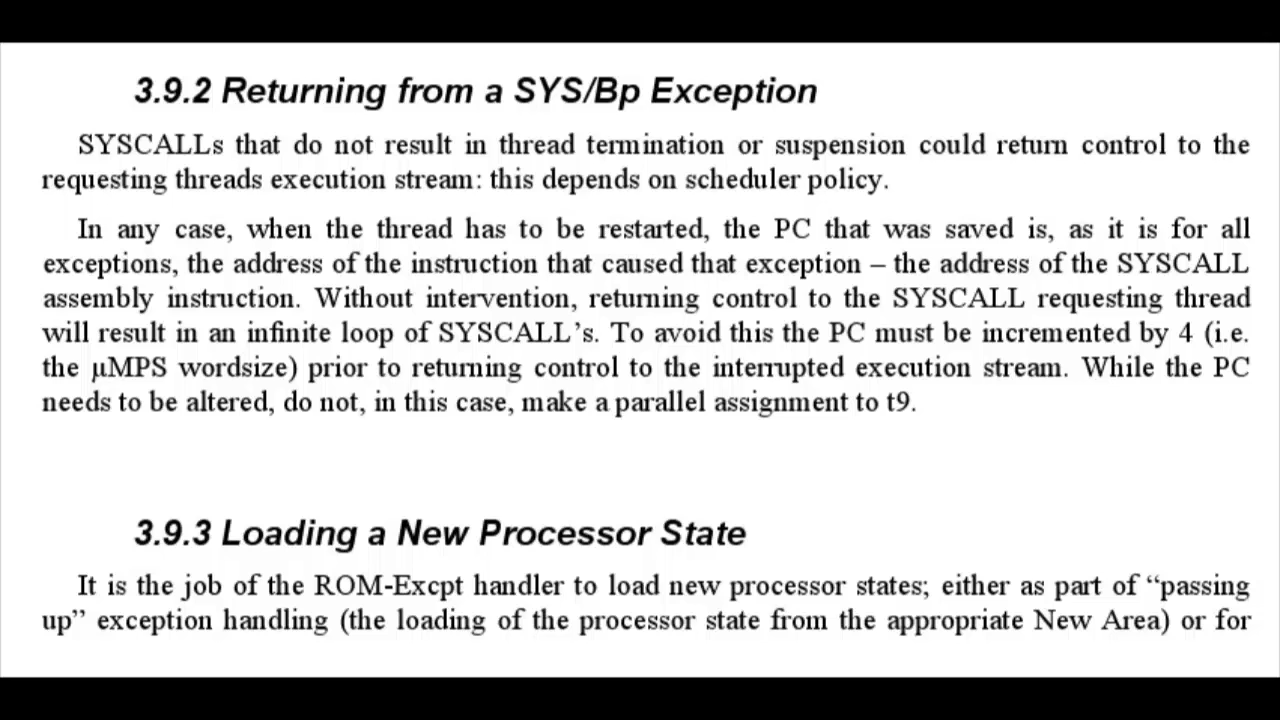 3.9.2 Returning from a SYS/Bp Exception
SYSCALLs that do not result in thread termination or suspension could return control to the
requesting threads execution stream: this depends on scheduler policy.
In any case, when the thread has to be restarted, the PC that was saved is, as it is for all
exceptions, the address of the instruction that caused that exception – the address of the SYSCALL
assembly instruction. Without intervention, returning control to the SYSCALL requesting thread
will result in an infinite loop of SYSCALL’s. To avoid this the PC must be incremented by 4 (i.e.
the µMPS wordsize) prior to returning control to the interrupted execution stream. While the PC
needs to be altered, do not, in this case, make a parallel assignment to t9.
3.9.3 Loading a New Processor State
It is the job of the ROM-Excpt handler to load new processor states; either as part of “passing
up” exception handling (the loading of the processor state from the appropriate New Area) or for